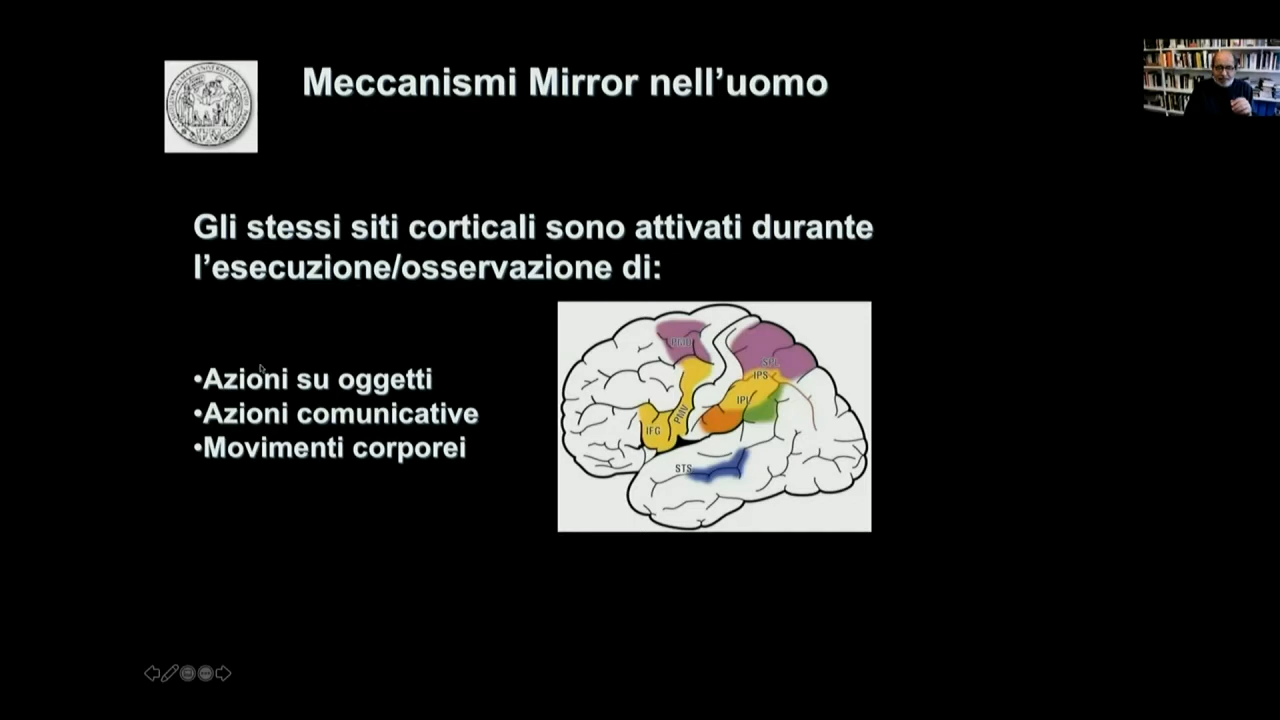 Meccanismi Mirror nell’uomo
Gli stessi siti corticali sono attivati durante
l’esecuzione/osservazione di:
•Azioni su oggetti
•Azioni comunicative
•Movimenti corporei
PMD
SPL
IPS
IPL
PMV
IFG
STS